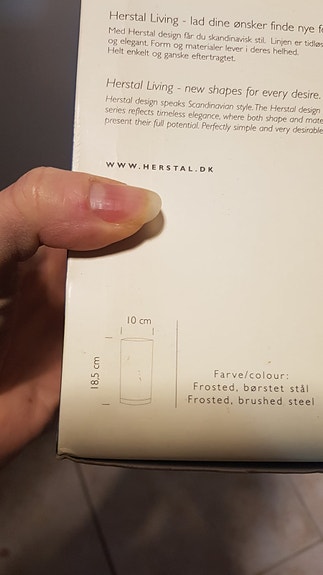 Herstal Living - lad dine ønsker finde nye
Med Herstal design får du skandinavisk stil. Linjen er
og elegant. Form og materialer lever i deres helhed.
Helt enkelt og ganske eftertragtet.
Herstal Living - new shapes for every desire.
Herstal design speaks Scandinavian style. The Herstal design
series reflects timeless elegance, where both shape and
present their full potential. Perfectly simple and very desirable
WWW.HERSTAL.DK
10 cm
18,5 cm
Farve/colour:
Frosted, børstet stål
Frosted, brushed steel